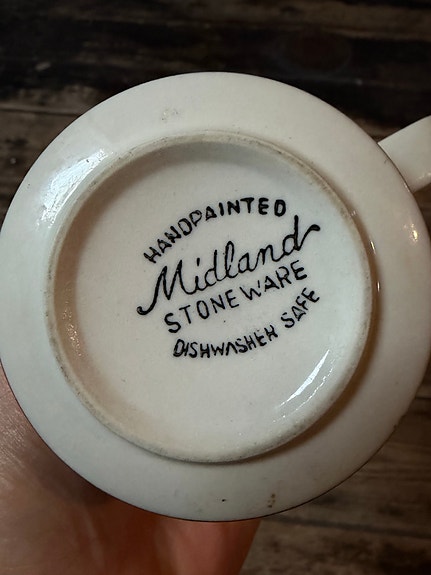 HANDPAINTED
Midland
STONEWARE
DISHWASHER SAFE